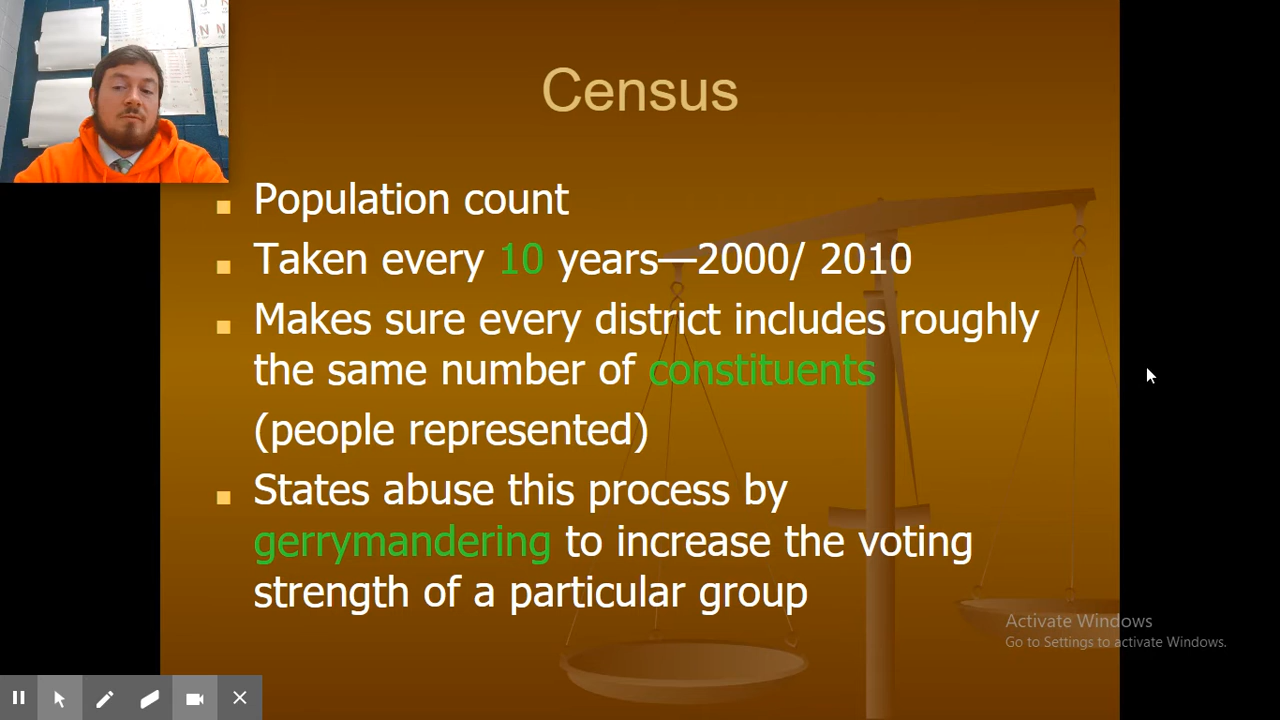 Census
Population count
Taken every 10 years—2000/ 2010
Makes sure every district includes roughly
the same number of constituents
(people represented)
States abuse this process by
gerrymandering to increase the voting
strength of a particular group
Activate Windows
Go to Settings to activate Windows.